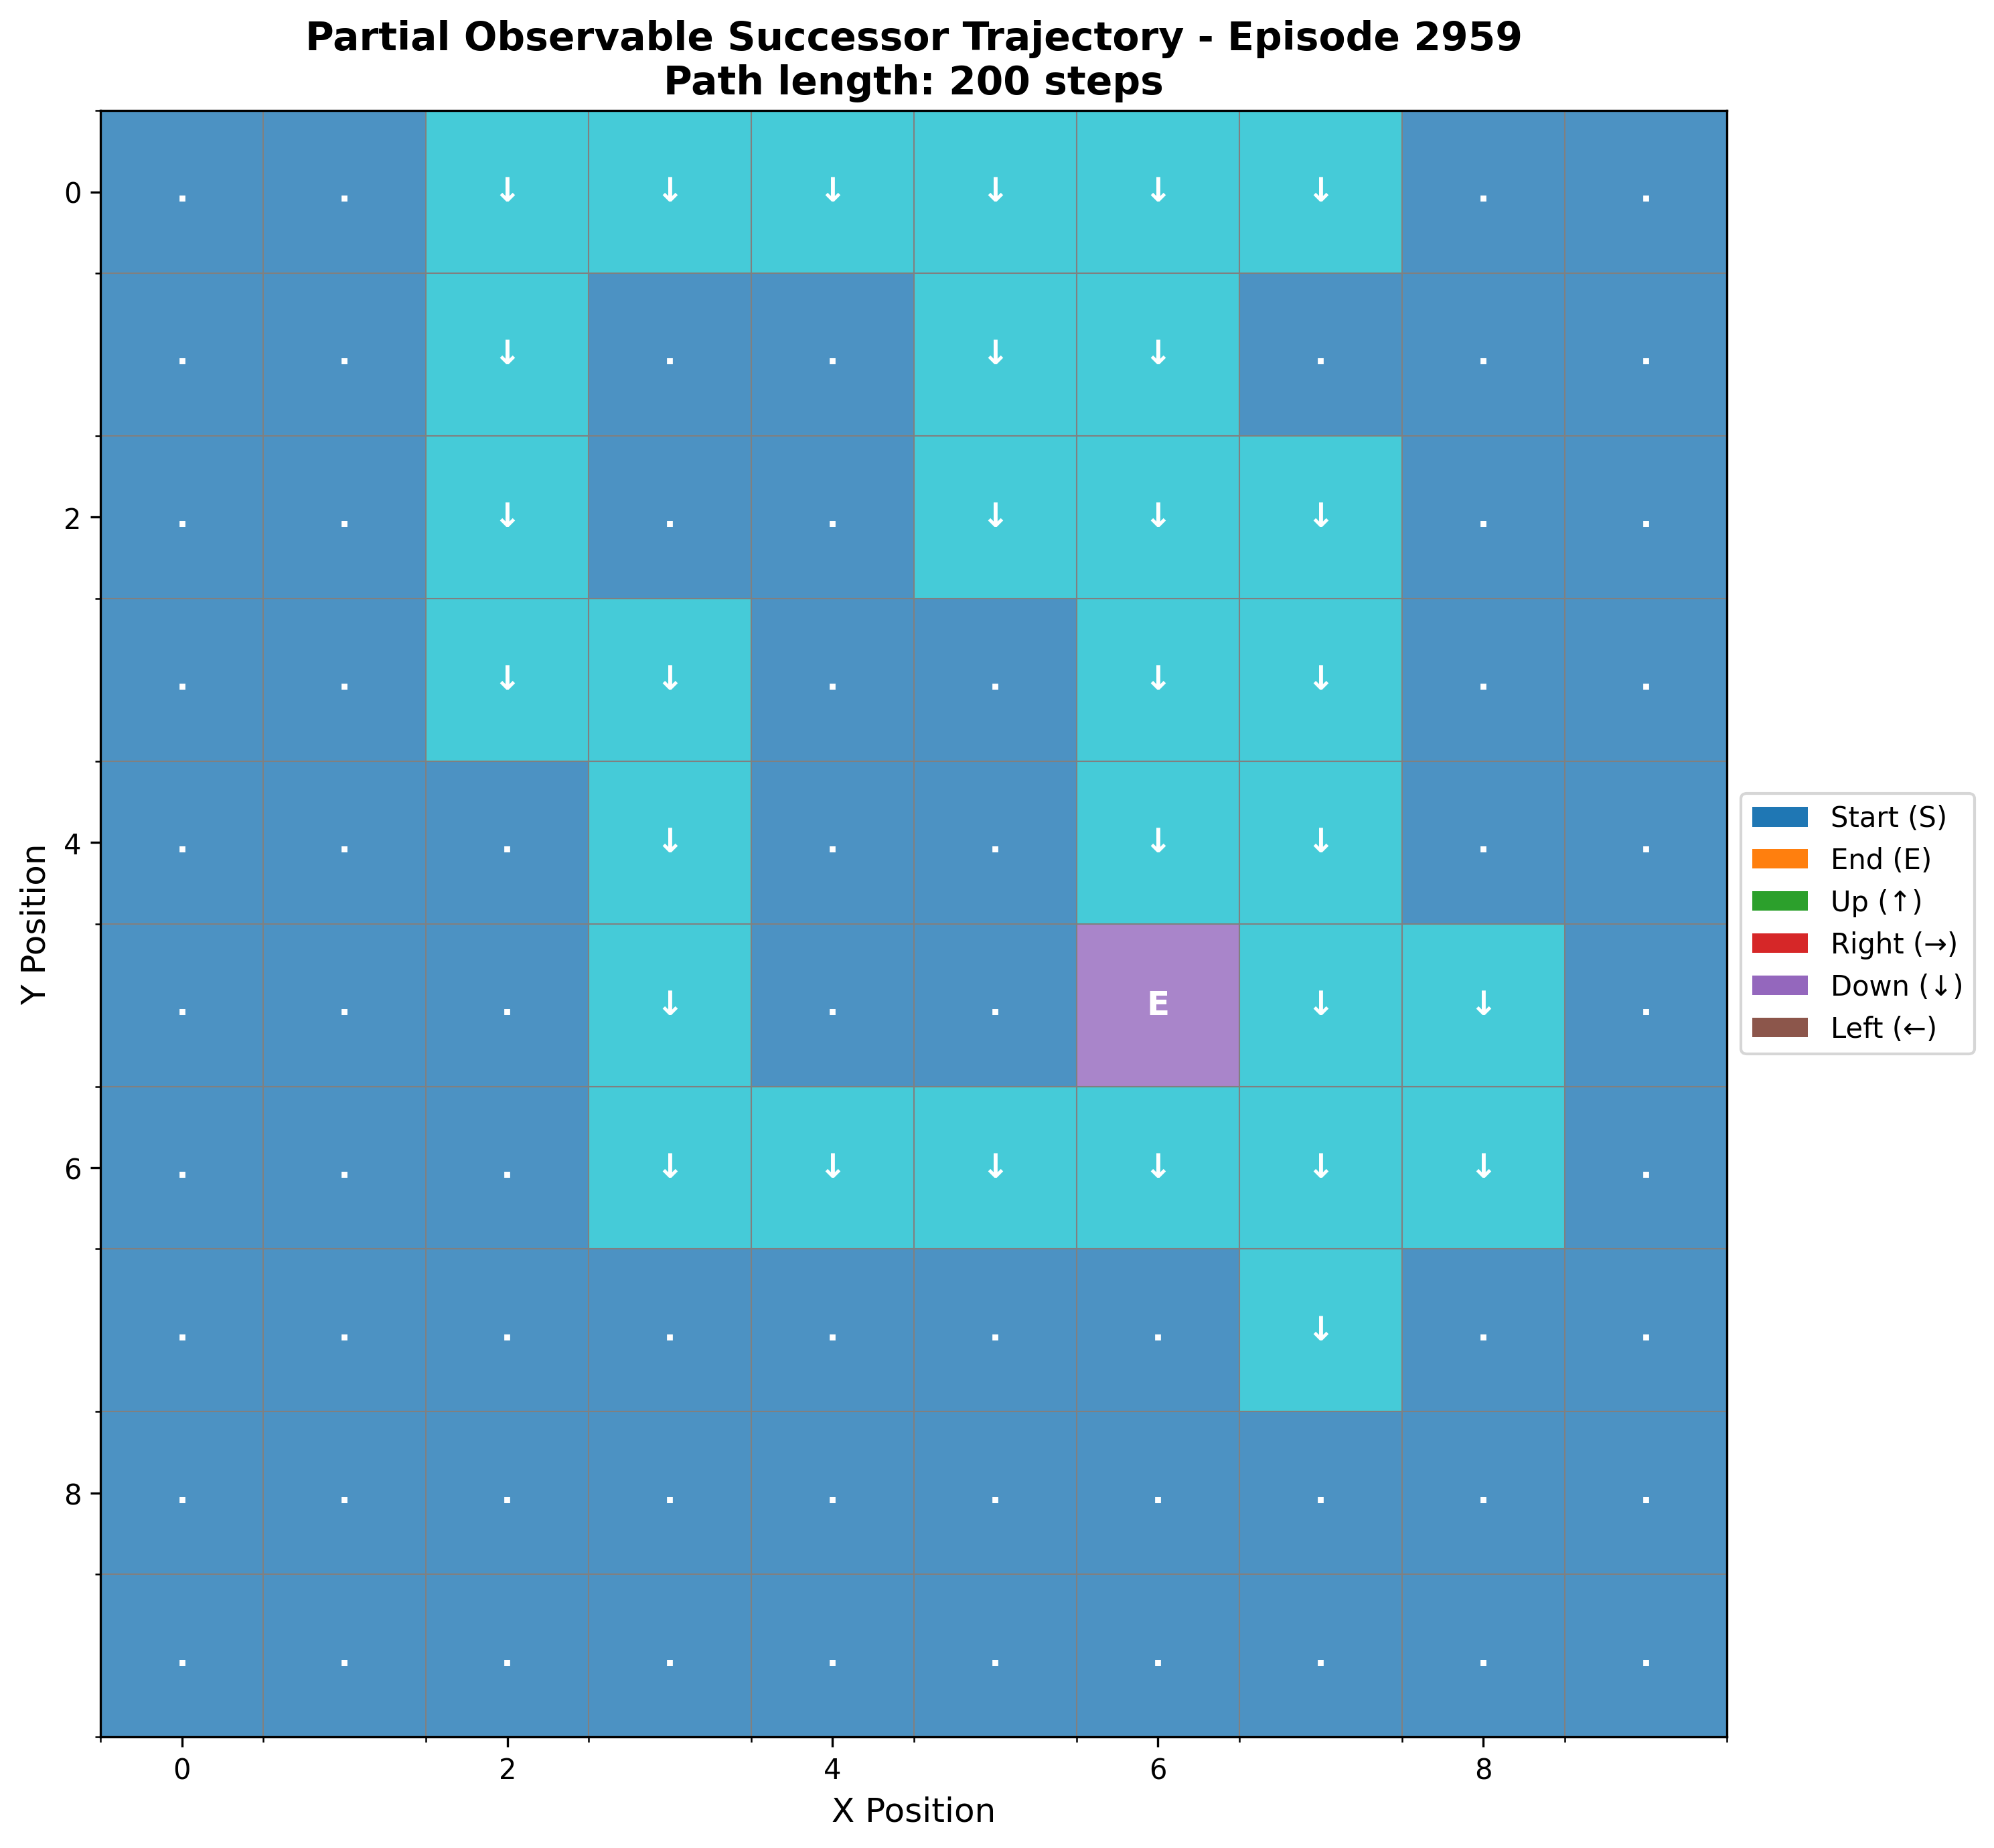 Partial Observable Successor Trajectory - Episode 2959
Path length: 200 steps
0 . . ↓ ↓ ↓ ↓ ↓ ↓ . .
. . ↓ . . ↓ ↓ . . .
2 . . ↓ . . ↓ ↓ ↓ . .
. . ↓ ↓ . . ↓ ↓ . .
4 . . . ↓ . . ↓ ↓ . .
. . . ↓ . . E ↓ ↓ .
6 . . . ↓ ↓ ↓ ↓ ↓ ↓ .
. . . . . . . ↓ . .
8 . . . . . . . . . .
. . . . . . . . . .
0 2 4 6 8
X Position
Y Position
Start (S)
End (E)
Up (↑)
Right (→)
Down (↓)
Left (←)